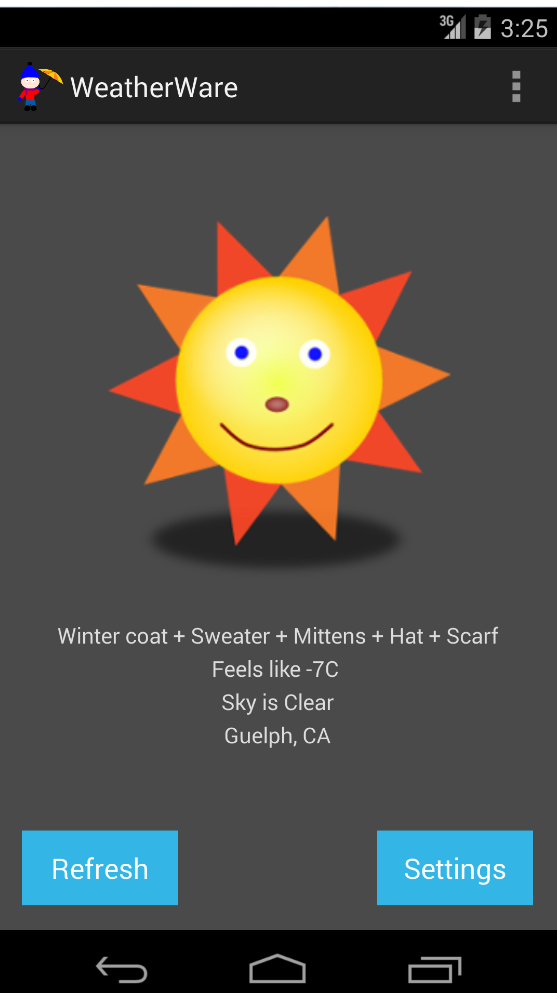 3G 3:25
WeatherWare
Winter coat + Sweater + Mittens + Hat + Scarf
Feels like -7C
Sky is Clear
Guelph, CA
Refresh Settings